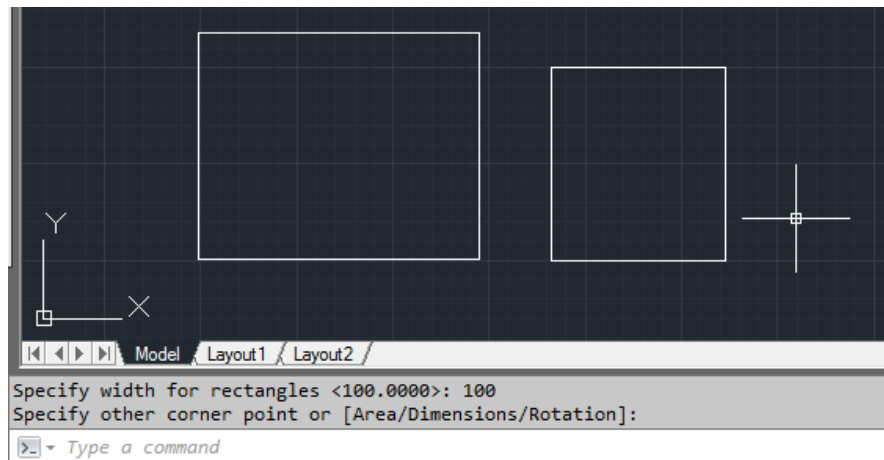 Y
X
Model Layout1 Layout2
Specify width for rectangles <100.0000>: 100
Specify other corner point or [Area/Dimensions/Rotation]:
Type a command